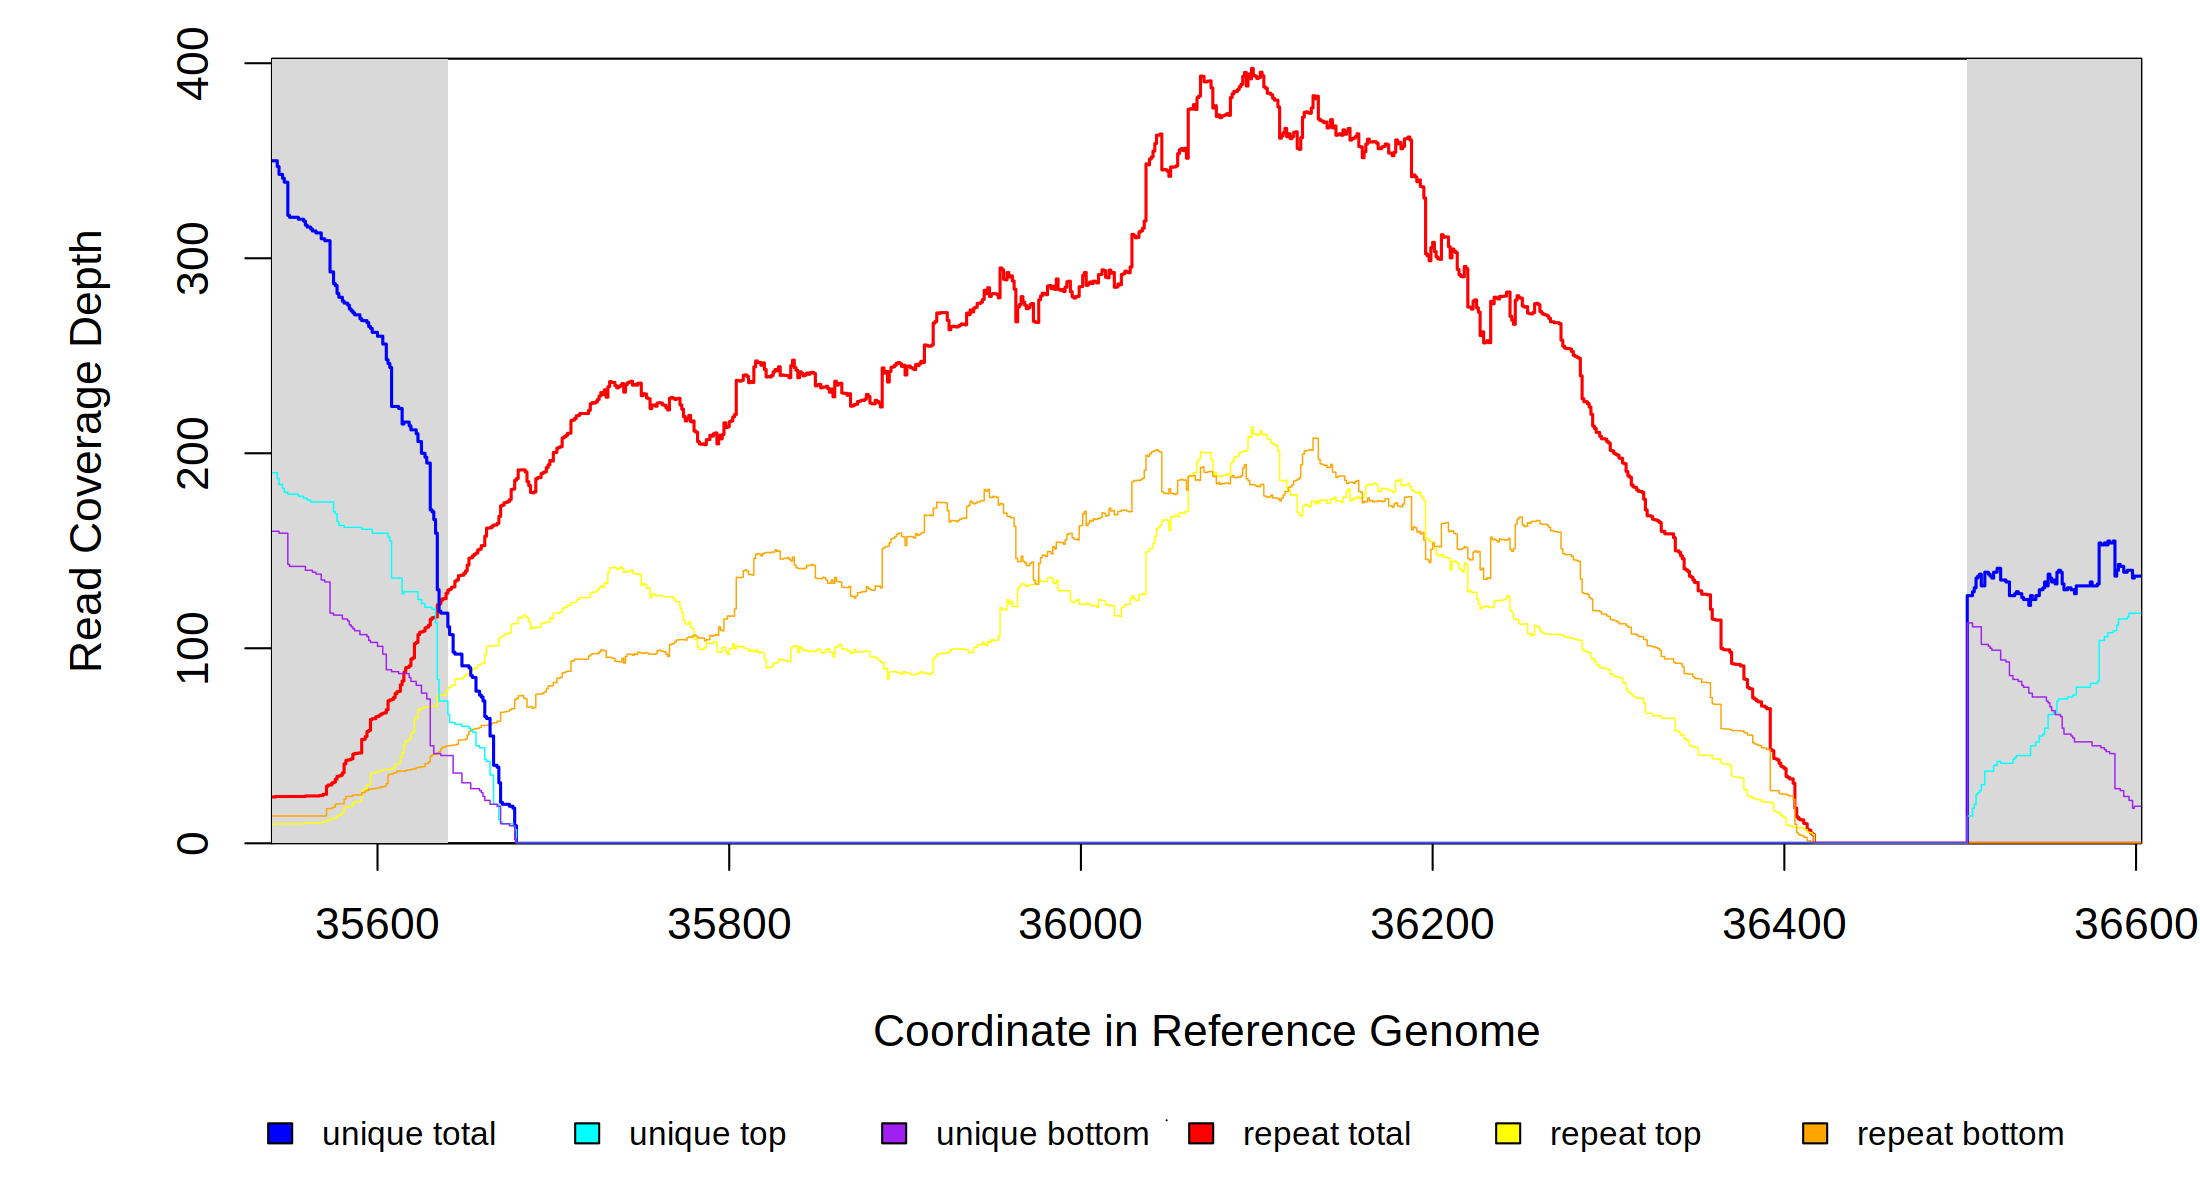 400
300
200
100
0
Read Coverage Depth
35600 35800 36000 36200 36400 36600
Coordinate in Reference Genome
unique total unique top unique bottom repeat total repeat top repeat bottom